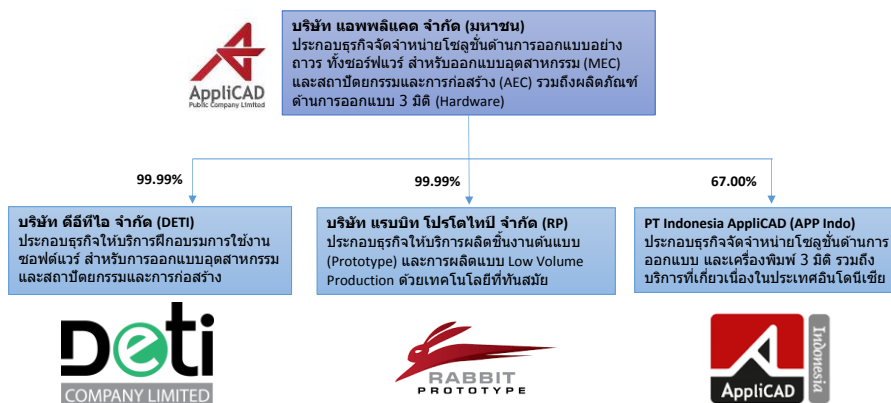 บริษัท แอพพลิแคด จำกัด (มหาชน)
ประกอบธุรกิจจัดจำหน่ายโซลูชั่นด้านการออกแบบอย่าง
ถาวร ทั้งซอร์ฟแวร์ สำหรับออกแบบอุตสาหกรรม (MEC)
และสถาปัตยกรรมและการก่อสร้าง (AEC) รวมถึงผลิตภัณฑ์
ด้านการออกแบบ 3 มิติ (Hardware)
AppliCAD
Public Company Limited
99.99%
99.99%
67.00%
บริษัท ดีอีทีไอ จำกัด (DETI)
ประกอบธุรกิจให้บริการฝึกอบรมการใช้งาน
ซอฟต์แวร์ สำหรับการออกแบบอุตสาหกรรม
และสถาปัตยกรรมและการก่อสร้าง
บริษัท แรบบิท โปรโตไทป์ จำกัด (RP)
ประกอบธุรกิจให้บริการผลิตชิ้นงานต้นแบบ
(Prototype) และการผลิตแบบ Low Volume
Production ด้วยเทคโนโลยีที่ทันสมัย
PT Indonesia AppliCAD (APP Indo)
ประกอบธุรกิจจัดจำหน่ายโซลูชั่นด้านการ
ออกแบบ และเครื่องพิมพ์ 3 มิติ รวมถึง
บริการที่เกี่ยวเนื่องในประเทศอินโดนีเซีย
Deti
COMPANY LIMITED
RABBIT
PROTOTYPE
AppliCAD
Indonesia